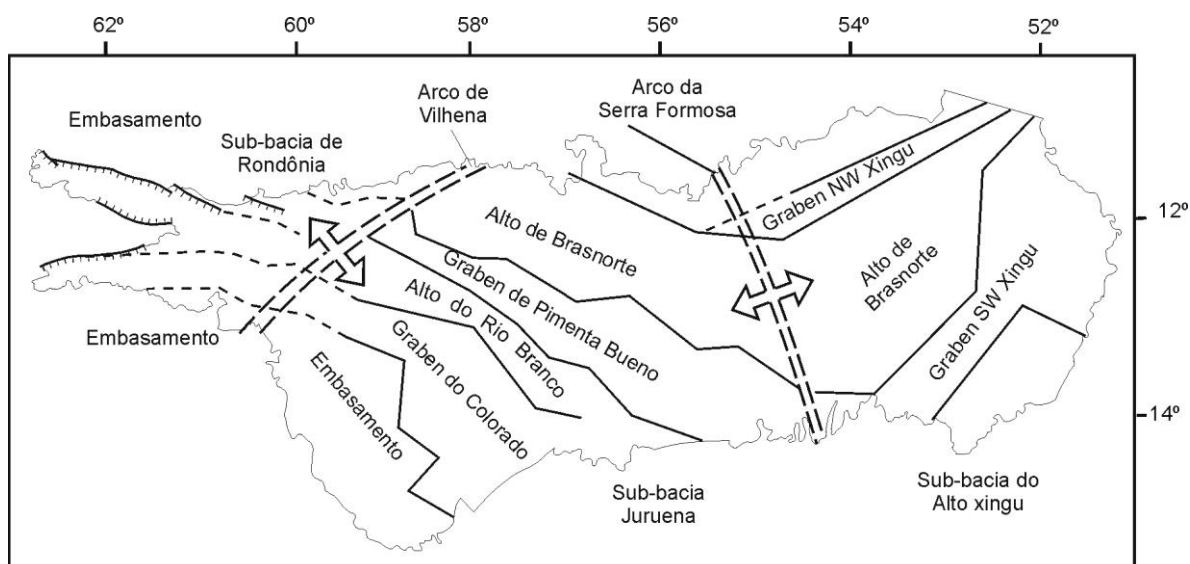 62º
60º
58º
56º
54º
52º
Embasamento
Sub-bacia de
Rondônia
Arco de
Vilhena
Arco da
Serra Formosa
Graben NW Xingu
12º
Alto de Brasnorte
Graben de Pimenta Bueno
Alto do Rio Branco
Graben do Colorado
Embasamento
Embasamento
Alto de
Brasnorte
Graben SW Xingu
14º
Sub-bacia
Juruena
Sub-bacia do
Alto xingu